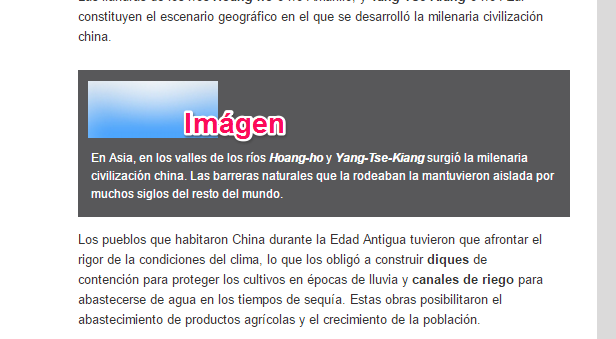 constituyen el escenario geográfico en el que se desarrolló la milenaria civilización
china.
Imágen
En Asia, en los valles de los ríos Hoang-ho y Yang-Tse-Kiang surgió la milenaria
civilización china. Las barreras naturales que la rodeaban la mantuvieron aislada por
muchos siglos del resto del mundo.
Los pueblos que habitaron China durante la Edad Antigua tuvieron que afrontar el
rigor de la condiciones del clima, lo que los obligó a construir diques de
contención para proteger los cultivos en épocas de lluvia y canales de riego para
abastecerse de agua en los tiempos de sequía. Estas obras posibilitaron el
abastecimiento de productos agrícolas y el crecimiento de la población.